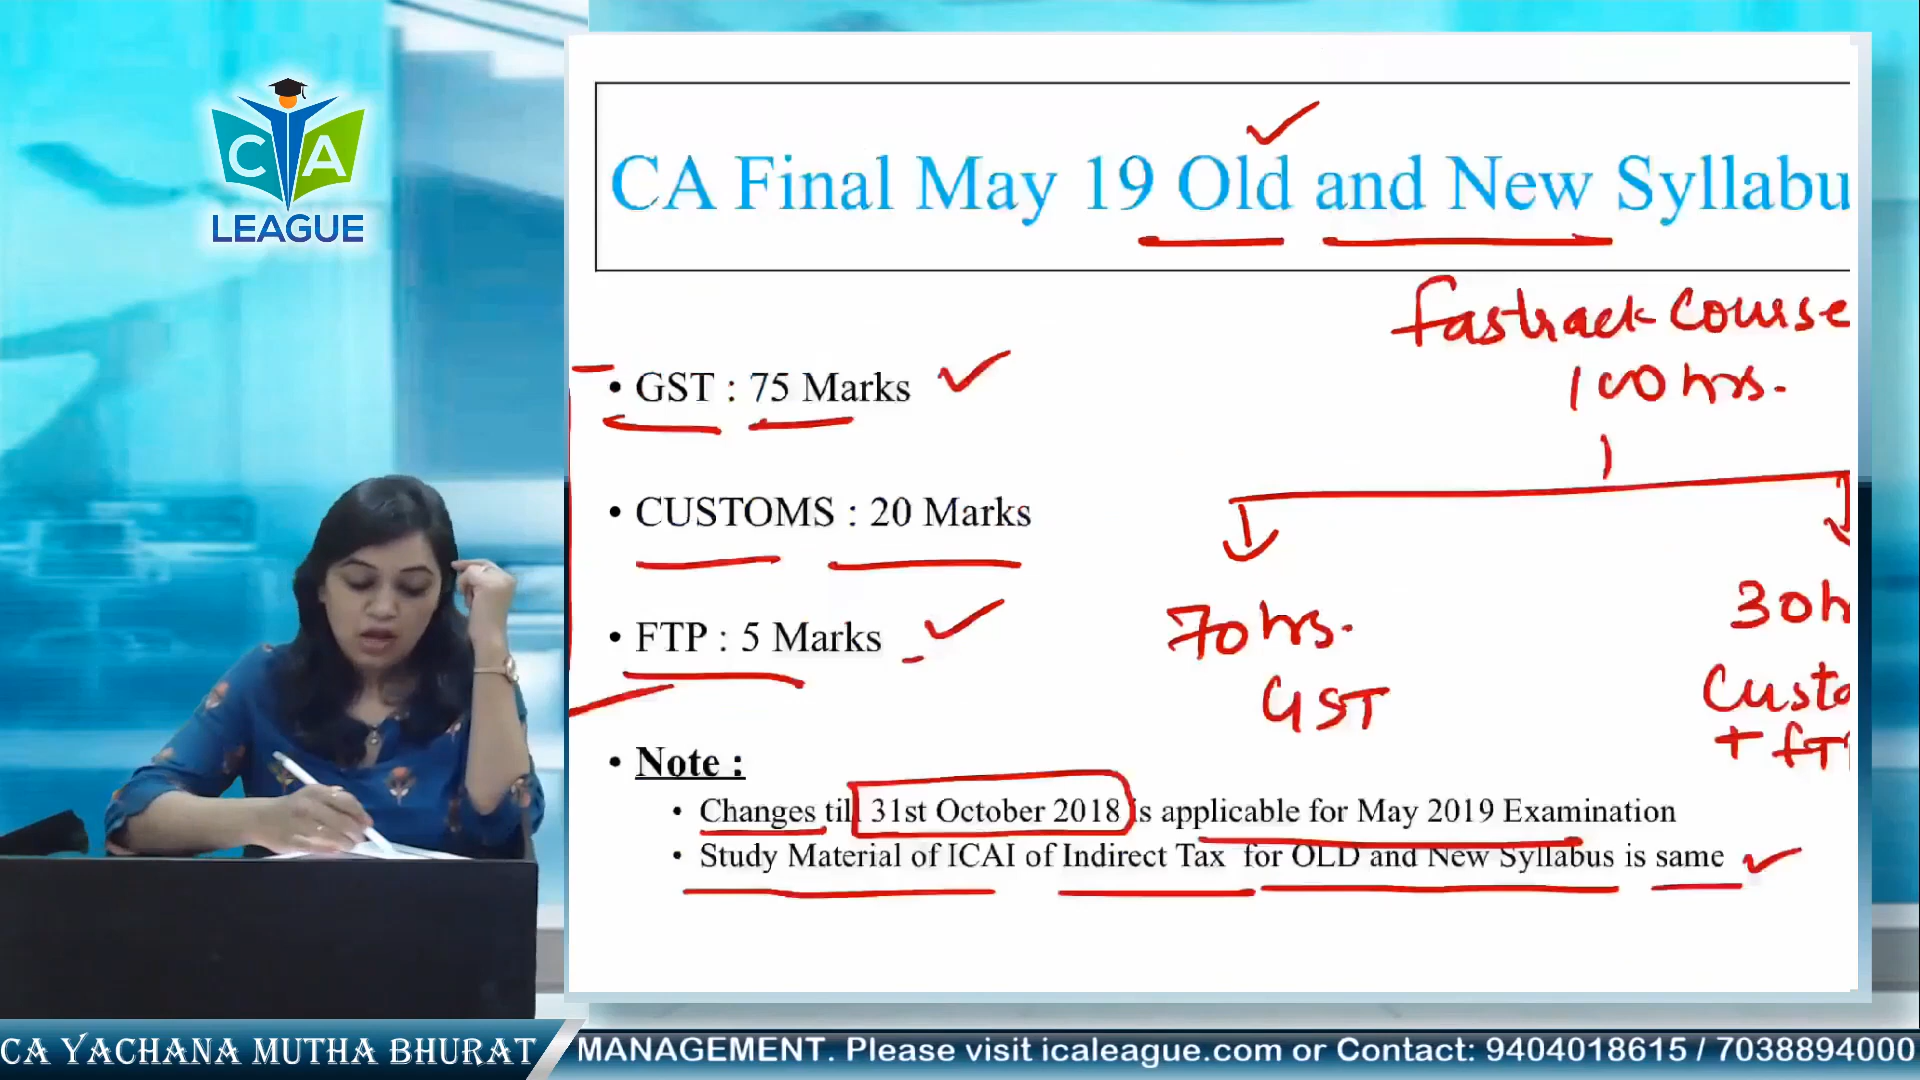 C A
LEAGUE
CA Final May 19 Old and New Syllabu
fastrack course
100 hrs.
• GST : 75 Marks
• CUSTOMS : 20 Marks
• FTP : 5 Marks
70 hrs.
GST
30h
Custo
+ FT
• Note :
• Changes till 31st October 2018 is applicable for May 2019 Examination
• Study Material of ICAI of Indirect Tax for OLD and New Syllabus is same
CA YACHANA MUTHA BHURAT
MANAGEMENT. Please visit icaleague.com or Contact: 9404018615 / 7038894000